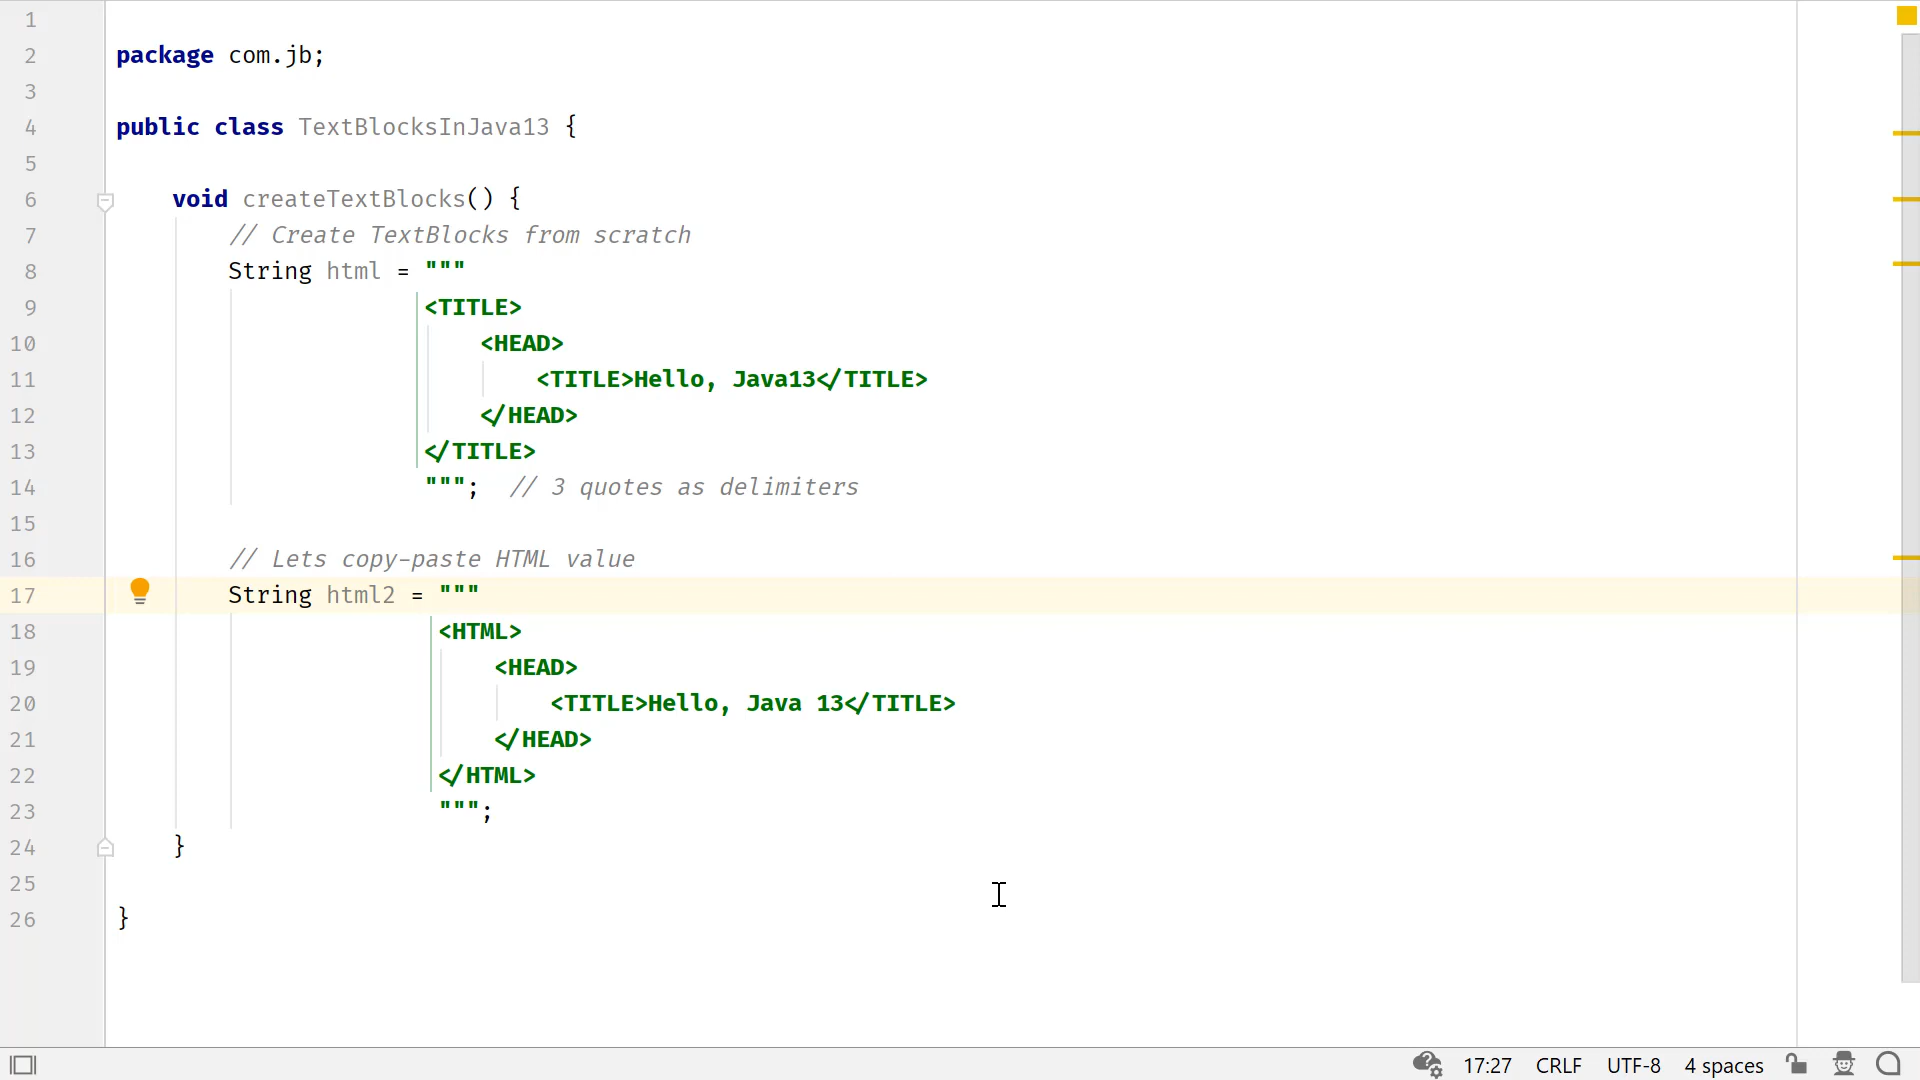 1
2 package com.jb;
3
4 public class TextBlocksInJava13 {
5
6 void createTextBlocks() {
7 // Create TextBlocks from scratch
8 String html = """
9 <TITLE>
10 <HEAD>
11 <TITLE>Hello, Java13</TITLE>
12 </HEAD>
13 </TITLE>
14 """; // 3 quotes as delimiters
15
16 // Lets copy-paste HTML value
17 String html2 = """
18 <HTML>
19 <HEAD>
20 <TITLE>Hello, Java 13</TITLE>
21 </HEAD>
22 </HTML>
23 """;
24 }
25
26 }
17:27 CRLF UTF-8 4 spaces